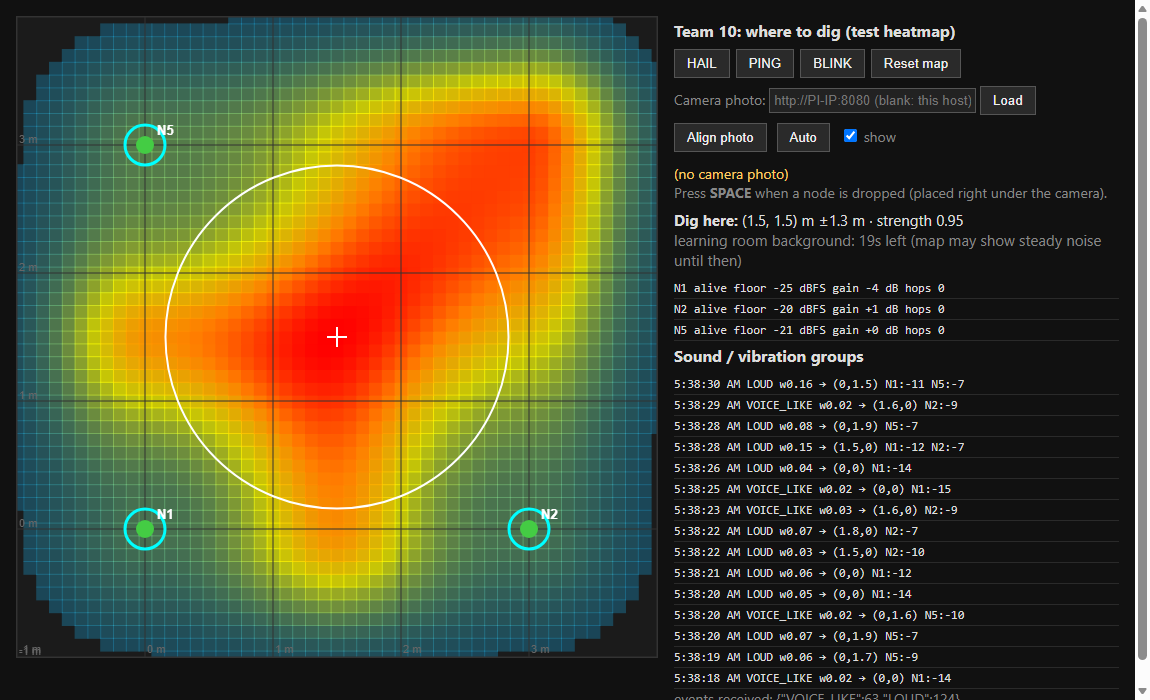 Team 10: where to dig (test heatmap)
HAIL PING BLINK Reset map
Camera photo: http://PI-IP:8080 (blank: this host) Load
Align photo Auto show
(no camera photo)
Press SPACE when a node is dropped (placed right under the camera).
Dig here: (1.5, 1.5) m ±1.3 m · strength 0.95
learning room background: 19s left (map may show steady noise
until then)
N1 alive floor -25 dBFS gain -4 dB hops 0
N2 alive floor -20 dBFS gain +1 dB hops 0
N5 alive floor -21 dBFS gain +0 dB hops 0
Sound / vibration groups
5:38:30 AM LOUD w0.16 → (0,1.5) N1:-11 N5:-7
5:38:29 AM VOICE_LIKE w0.02 → (1.6,0) N2:-9
5:38:28 AM LOUD w0.08 → (0,1.9) N5:-7
5:38:28 AM LOUD w0.15 → (1.5,0) N1:-12 N2:-7
5:38:26 AM LOUD w0.04 → (0,0) N1:-14
5:38:25 AM VOICE_LIKE w0.02 → (0,0) N1:-15
5:38:23 AM VOICE_LIKE w0.03 → (1.6,0) N2:-9
5:38:22 AM LOUD w0.07 → (1.8,0) N2:-7
5:38:22 AM LOUD w0.03 → (1.5,0) N2:-10
5:38:21 AM LOUD w0.06 → (0,0) N1:-12
5:38:20 AM LOUD w0.05 → (0,0) N1:-14
5:38:20 AM VOICE_LIKE w0.02 → (0,1.6) N5:-10
5:38:20 AM LOUD w0.07 → (0,1.9) N5:-7
5:38:19 AM LOUD w0.06 → (0,1.7) N5:-9
5:38:18 AM VOICE_LIKE w0.02 → (0,0) N1:-14
events received: {"VOICE_LIKE":63,"LOUD":124}
N5
3 m
2 m
1 m
N1
N2
0 m
-1 m
-1 m 0 m 1 m 2 m 3 m